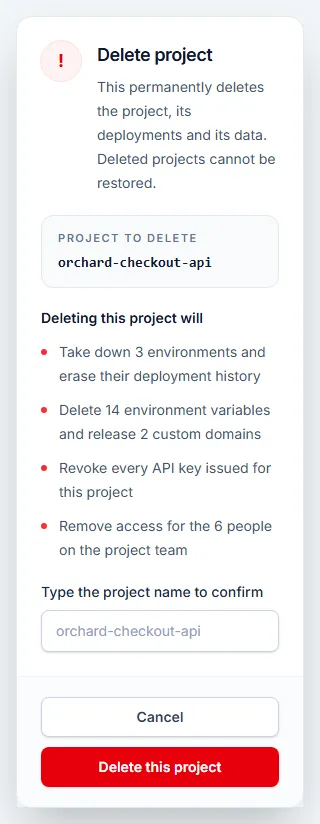 !
Delete project
This permanently deletes
the project, its
deployments and its data.
Deleted projects cannot be
restored.
PROJECT TO DELETE
orchard-checkout-api
Deleting this project will
Take down 3 environments and
erase their deployment history
Delete 14 environment variables
and release 2 custom domains
Revoke every API key issued for
this project
Remove access for the 6 people
on the project team
Type the project name to confirm
orchard-checkout-api
Cancel
Delete this project